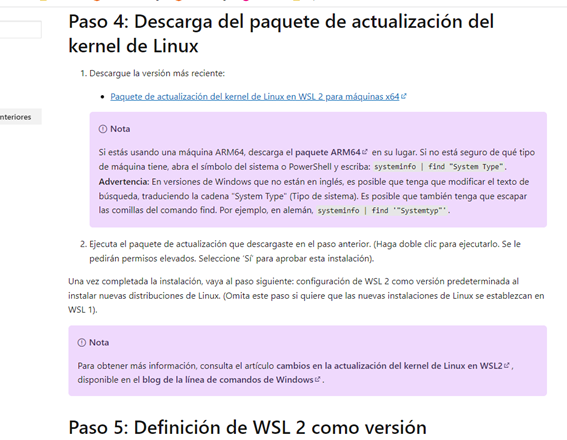 Paso 4: Descarga del paquete de actualización del
kernel de Linux
1. Descargue la versión más reciente:
• Paquete de actualización del kernel de Linux en WSL 2 para máquinas x64
nteriores
Nota
Si estás usando una máquina ARM64, descarga el paquete ARM64 en su lugar. Si no está seguro de qué tipo
de máquina tiene, abra el símbolo del sistema o PowerShell y escriba: systeminfo | find "System Type".
Advertencia: En versiones de Windows que no están en inglés, es posible que tenga que modificar el texto de
búsqueda, traduciendo la cadena "System Type" (Tipo de sistema). Es posible que también tenga que escapar
las comillas del comando find. Por ejemplo, en alemán, systeminfo | find '"Systemtyp"'.
2. Ejecuta el paquete de actualización que descargaste en el paso anterior. (Haga doble clic para ejecutarlo. Se le
pedirán permisos elevados. Seleccione 'Sí' para aprobar esta instalación).
Una vez completada la instalación, vaya al paso siguiente: configuración de WSL 2 como versión predeterminada al
instalar nuevas distribuciones de Linux. (Omita este paso si quiere que las nuevas instalaciones de Linux se establezcan en
WSL 1).
Nota
Para obtener más información, consulta el artículo cambios en la actualización del kernel de Linux en WSL2 ,
disponible en el blog de la línea de comandos de Windows .
Paso 5: Definición de WSL 2 como versión